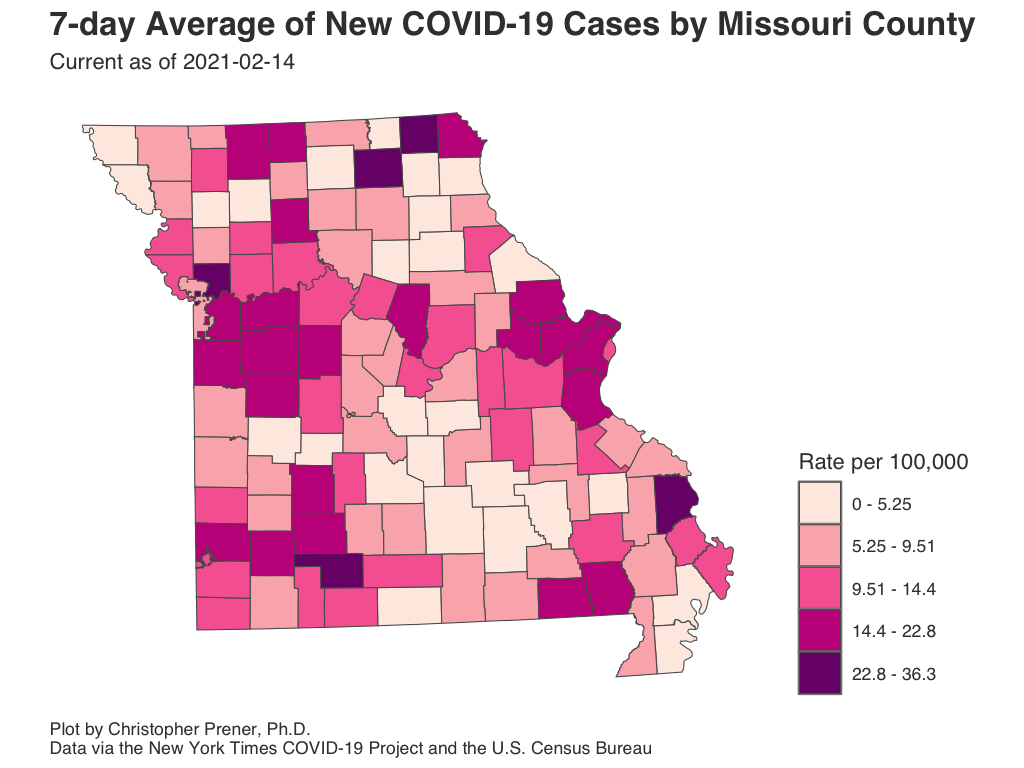 7-day Average of New COVID-19 Cases by Missouri County
Current as of 2021-02-14
Rate per 100,000
0 - 5.25
5.25 - 9.51
9.51 - 14.4
14.4 - 22.8
22.8 - 36.3
Plot by Christopher Prener, Ph.D.
Data via the New York Times COVID-19 Project and the U.S. Census Bureau